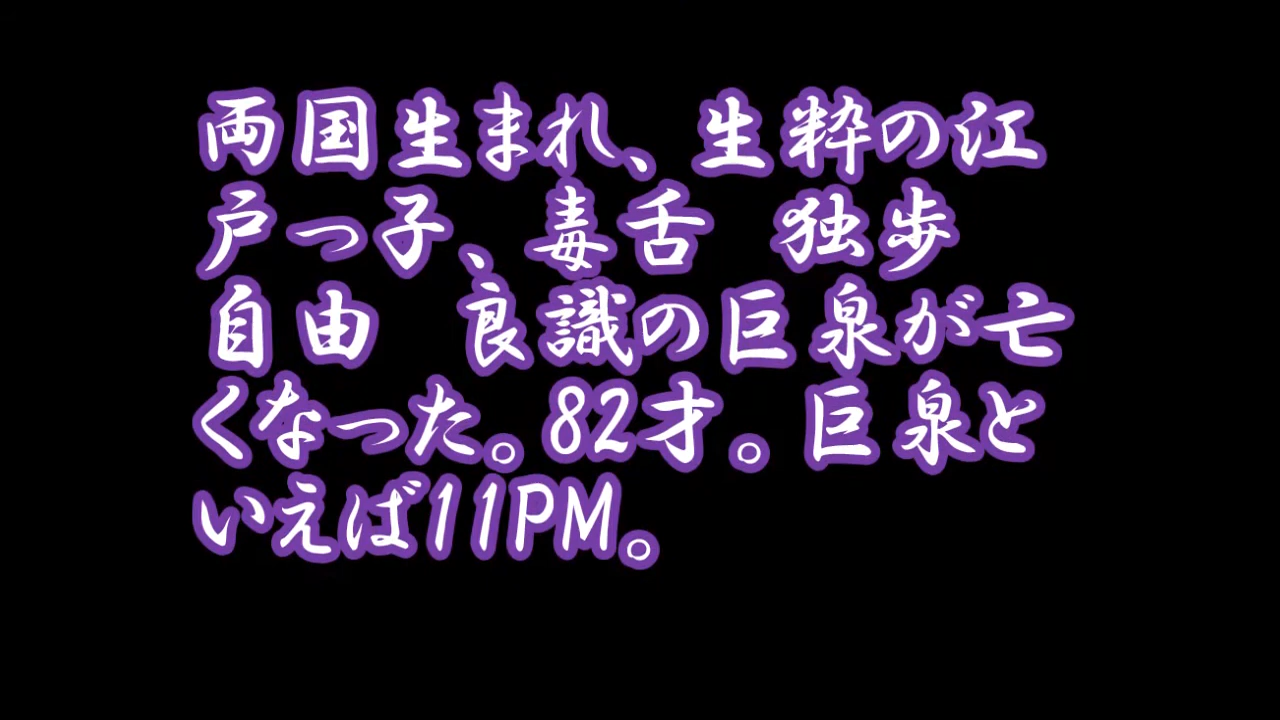 両国生まれ、生粋の江
戸っ子、毒舌　独歩
自由　良識の巨泉が亡
くなった。82才。巨泉と
いえば11PM。